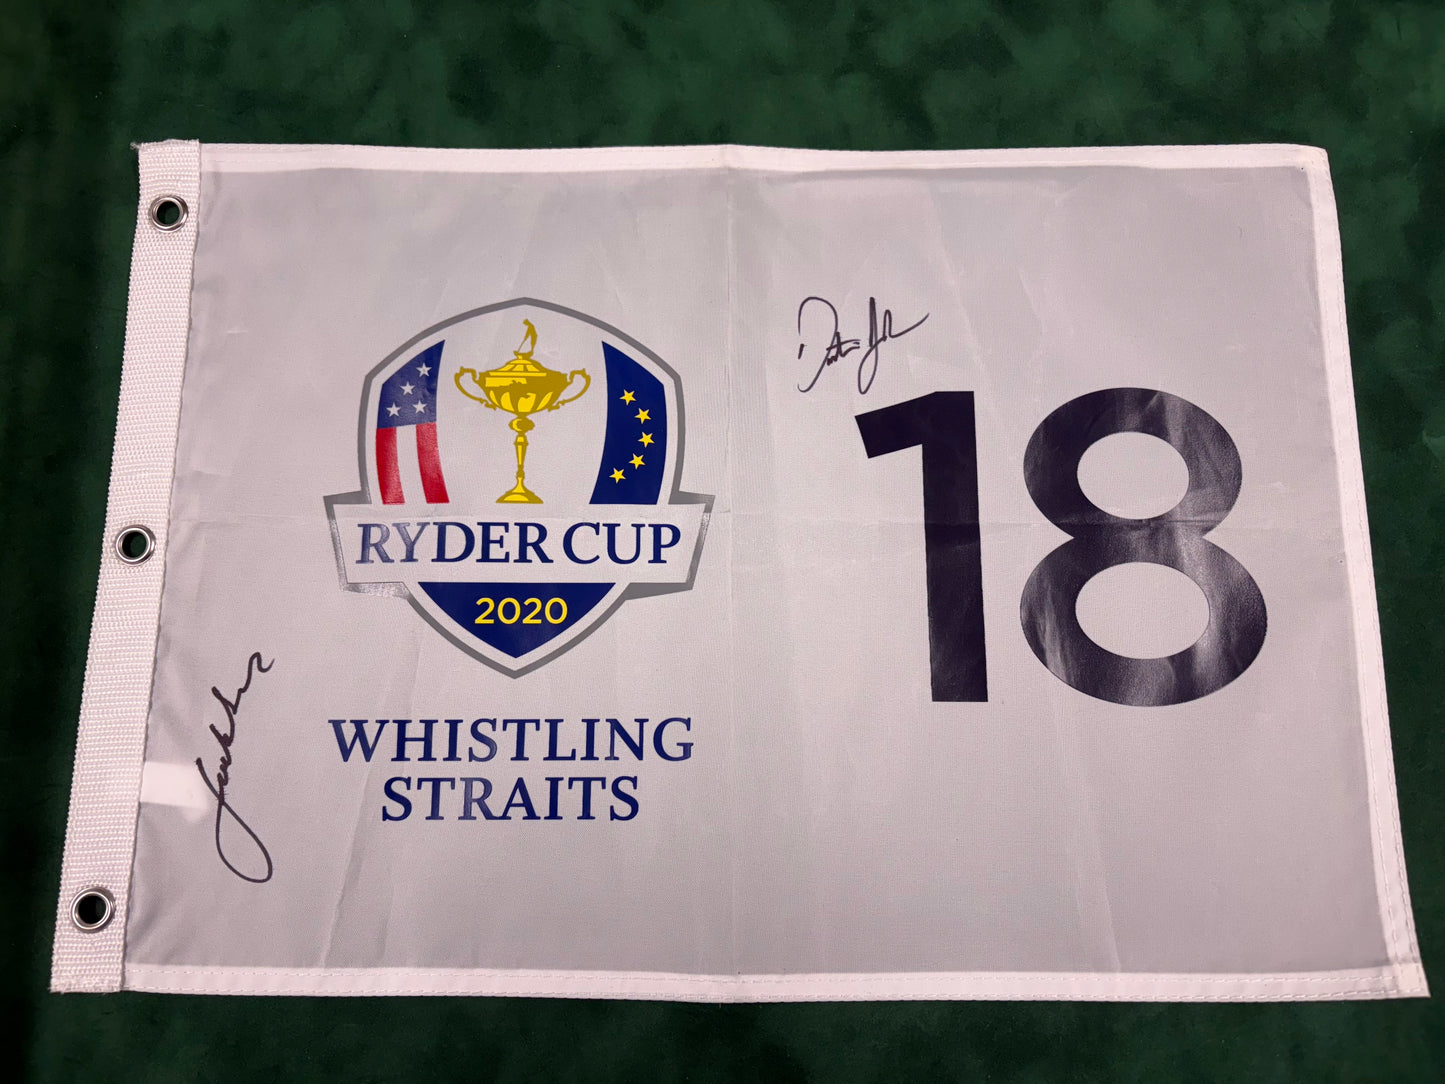 RYDER CUP
2020
WHISTLING
STRAITS
18